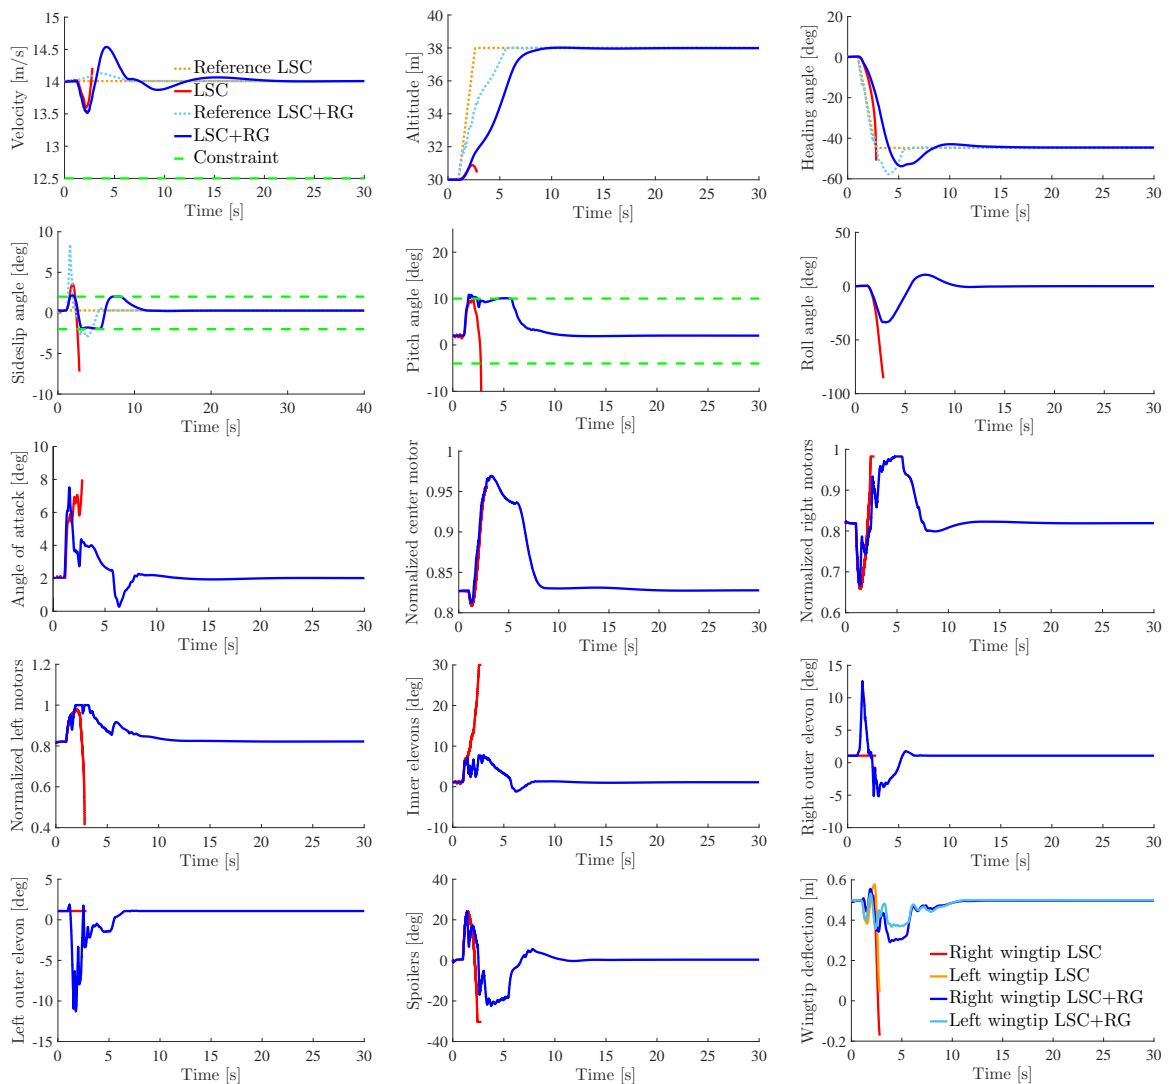 Velocity [m/s]
15
14.5
14
13.5
13
12.5
0 5 10 15 20 25 30
Time [s]
Reference LSC
LSC
Reference LSC+RG
LSC+RG
Constraint
Altitude [m]
40
38
36
34
32
30
0 5 10 15 20 25 30
Time [s]
Heading angle [deg]
20
0
-20
-40
-60
0 5 10 15 20 25 30
Time [s]
Sideslip angle [deg]
10
5
0
-5
-10
0 10 20 30 40
Time [s]
Pitch angle [deg]
20
10
0
-10
0 5 10 15 20 25 30
Time [s]
Roll angle [deg]
50
0
-50
-100
0 5 10 15 20 25 30
Time [s]
Angle of attack [deg]
10
8
6
4
2
0
0 5 10 15 20 25 30
Time [s]
Normalized center motor
1
0.95
0.9
0.85
0.8
0 5 10 15 20 25 30
Time [s]
Normalized right motors
1
0.9
0.8
0.7
0.6
0 5 10 15 20 25 30
Time [s]
Normalized left motors
1.2
1
0.8
0.6
0.4
0 5 10 15 20 25 30
Time [s]
Inner elevons [deg]
30
20
10
0
-10
0 5 10 15 20 25 30
Time [s]
Right outer elevon [deg]
15
10
5
0
-5
-10
0 5 10 15 20 25 30
Time [s]
Left outer elevon [deg]
5
0
-5
-10
-15
0 5 10 15 20 25 30
Time [s]
Spoilers [deg]
40
20
0
-20
-40
0 5 10 15 20 25 30
Time [s]
Wingtip deflection [m]
0.6
0.4
0.2
0
-0.2
0 5 10 15 20 25 30
Time [s]
Right wingtip LSC
Left wingtip LSC
Right wingtip LSC+RG
Left wingtip LSC+RG